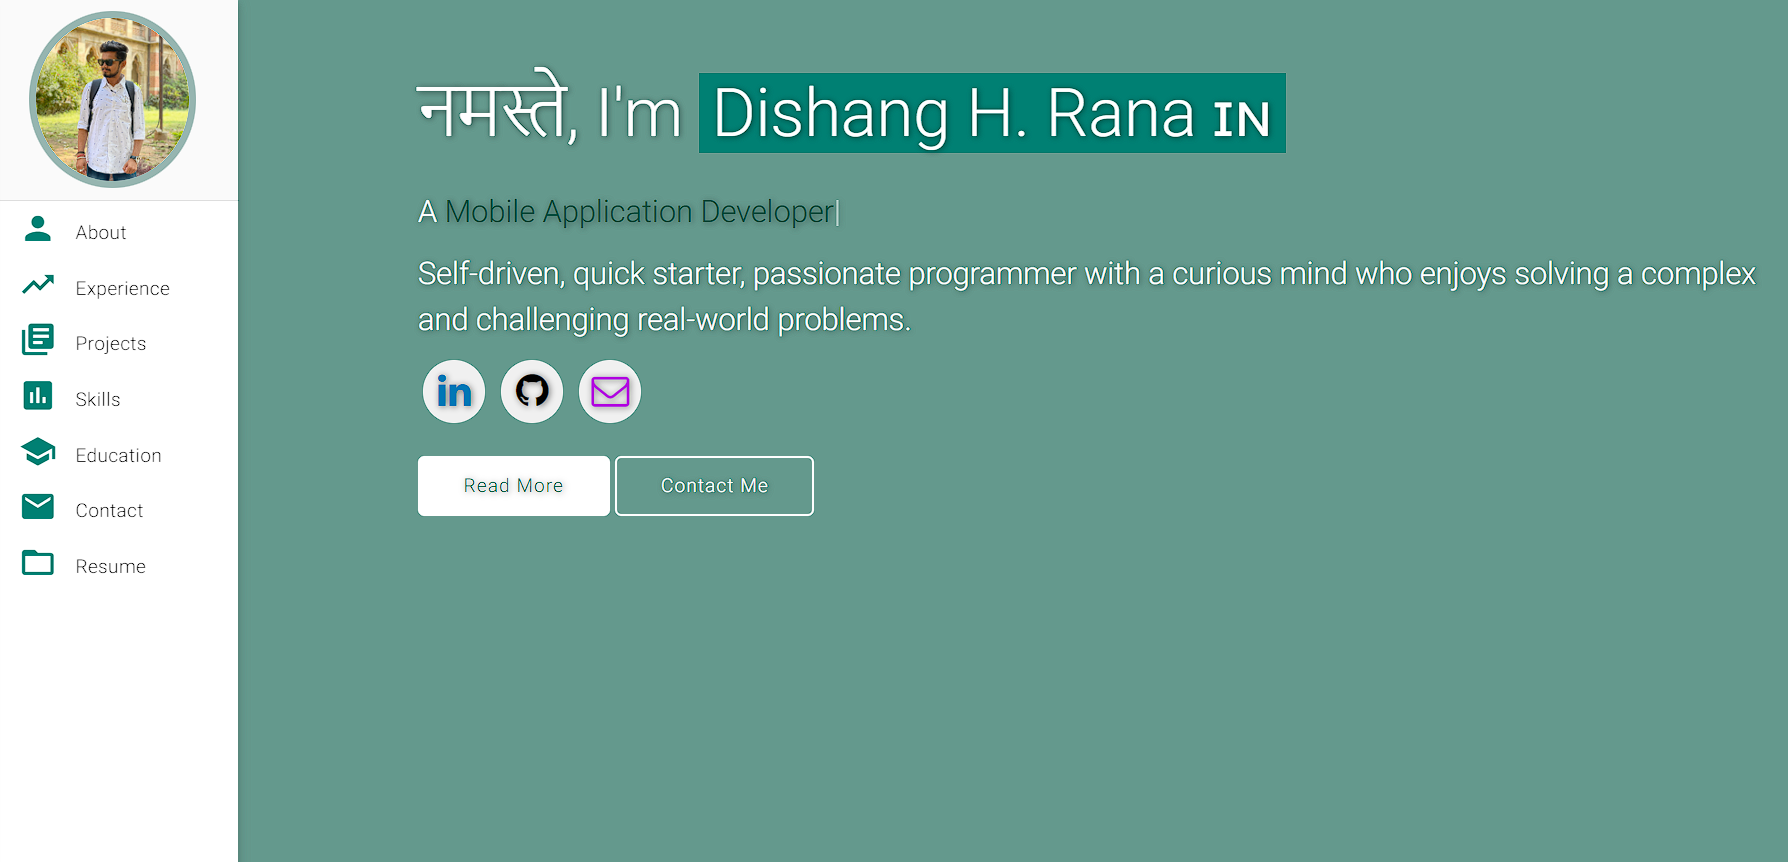 About
Experience
Projects
Skills
Education
Contact
Resume
नमस्ते, I'm Dishang H. Rana IN
A Mobile Application Developer|
Self-driven, quick starter, passionate programmer with a curious mind who enjoys solving a complex
and challenging real-world problems.
in
Read More Contact Me